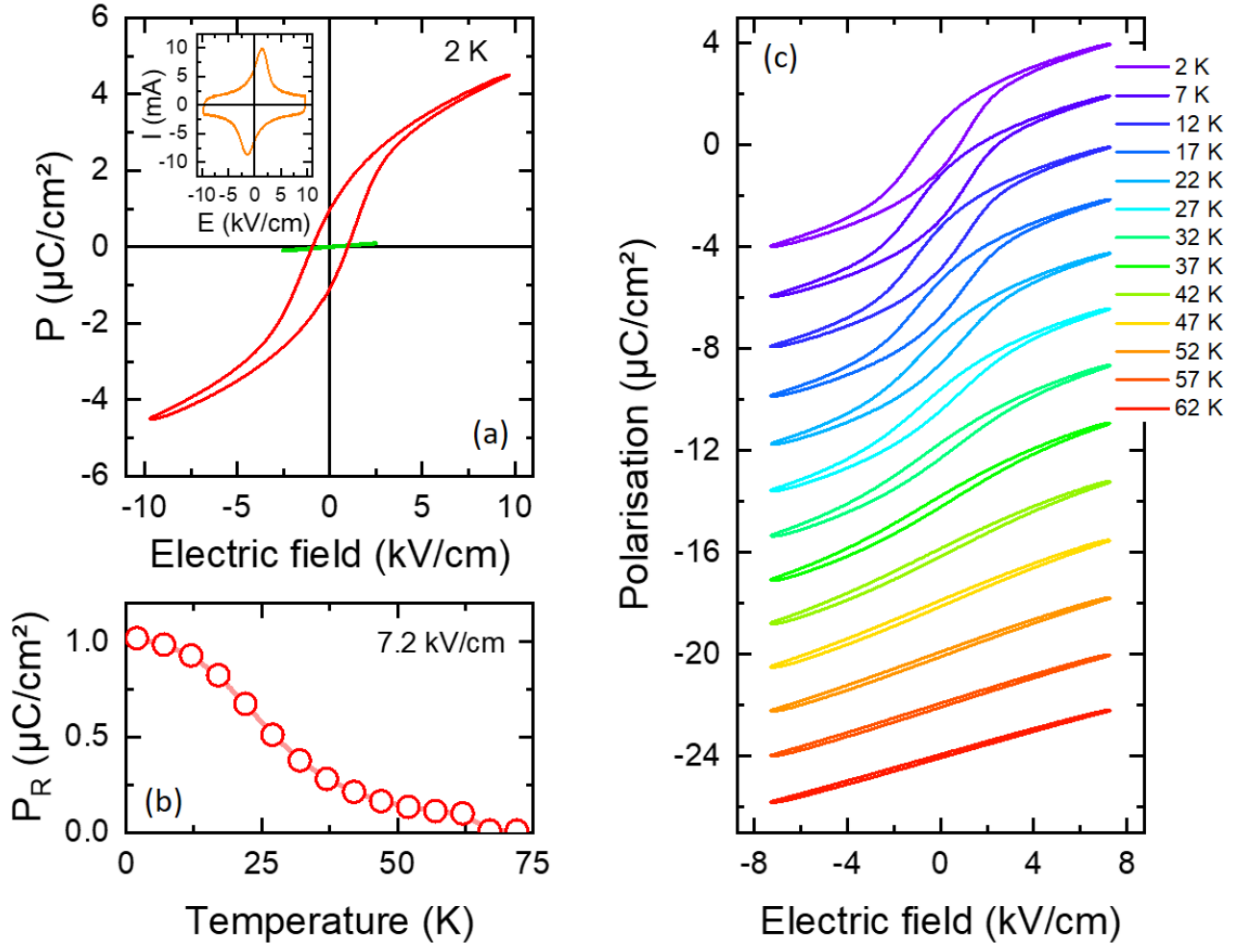 6
4
2
0
-2
-4
-6
P (µC/cm²)
2 K
10
5
0
-5
-10
I (mA)
-10 -5 0 5 10
E (kV/cm)
(a)
-10 -5 0 5 10
Electric field (kV/cm)
1.0
0.5
0.0
P_R (µC/cm²)
7.2 kV/cm
(b)
0 25 50 75
Temperature (K)
(c)
4
0
-4
-8
-12
-16
-20
-24
Polarisation (µC/cm²)
2 K
7 K
12 K
17 K
22 K
27 K
32 K
37 K
42 K
47 K
52 K
57 K
62 K
-8 -4 0 4 8
Electric field (kV/cm)